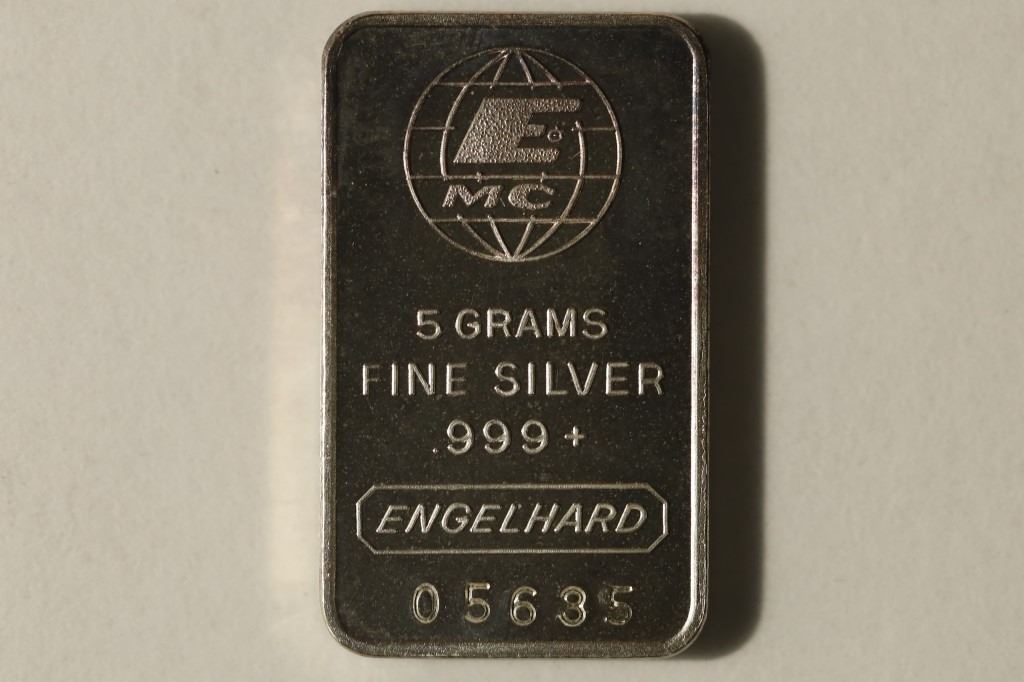 E
MC
5 GRAMS
FINE SILVER
.999+
ENGELHARD
05635